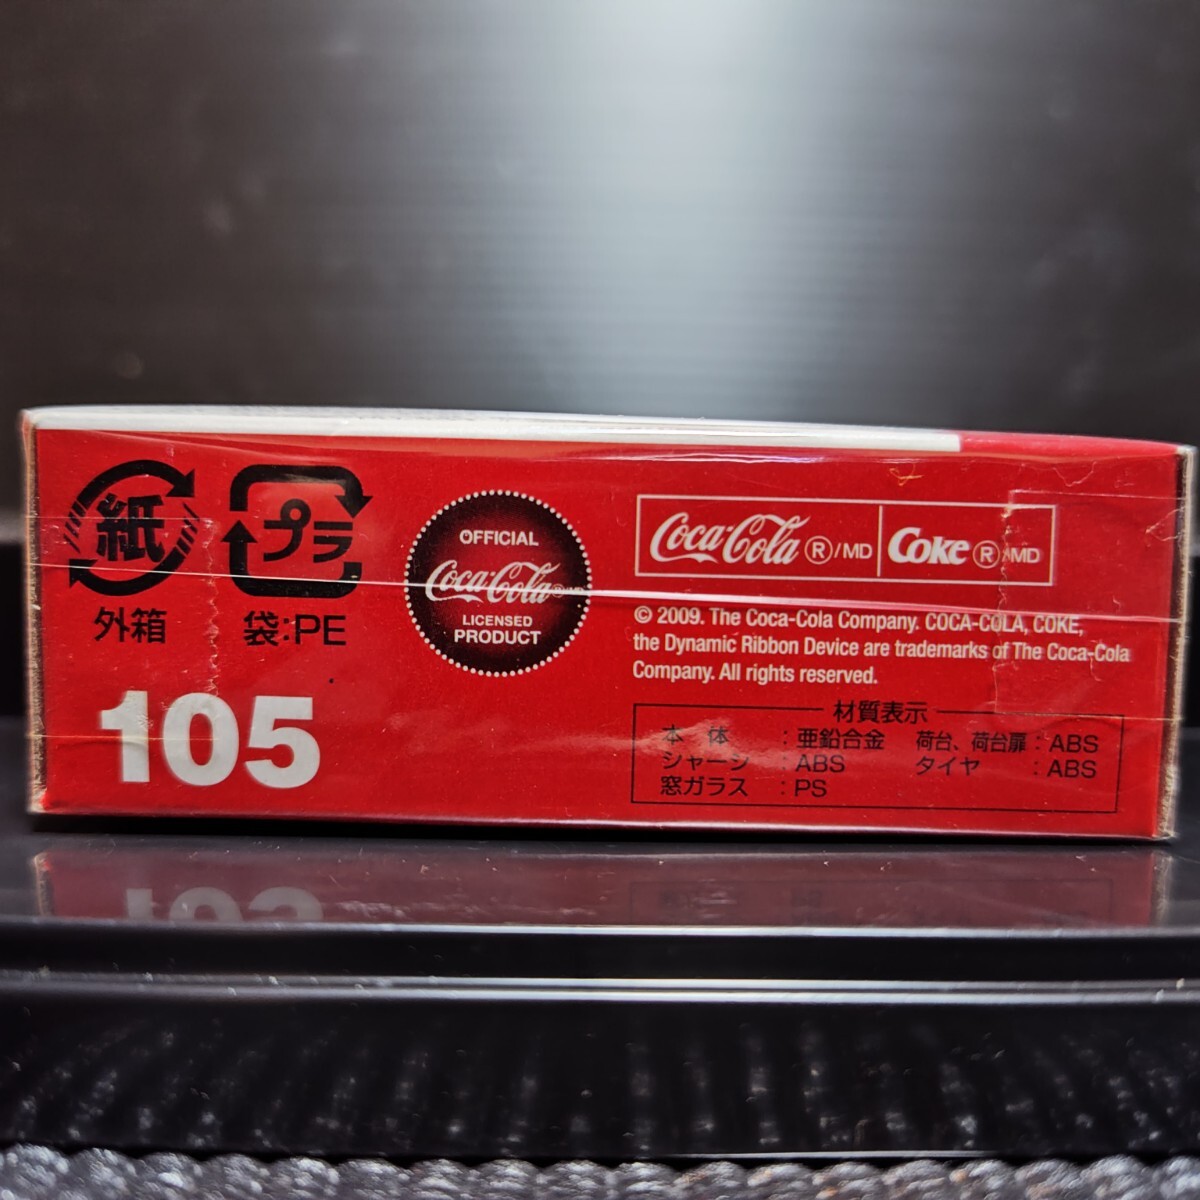 紙
外箱
プラ
袋:PE
105
OFFICIAL
Coca-Cola
LICENSED
PRODUCT
Coca-Cola ®/MD Coke ®/MD
© 2009. The Coca-Cola Company. COCA-COLA, COKE,
the Dynamic Ribbon Device are trademarks of The Coca-Cola
Company. All rights reserved.
材質表示
本体 : 亜鉛合金 荷台、荷台扉 : ABS
シャーシ : ABS タイヤ : ABS
窓ガラス : PS